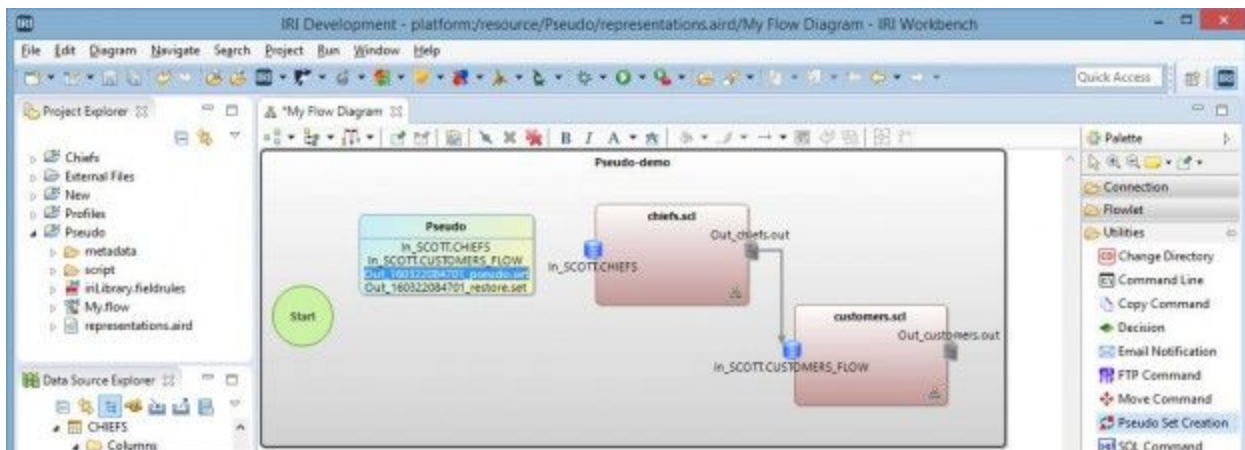 IRI
IRI Development - platform:/resource/Pseudo/representations.aird/My Flow Diagram - IRI Workbench
File Edit Diagram Navigate Search Project Run Window Help
Quick Access
Project Explorer
Chiefs
External Files
New
Profiles
Pseudo
metadata
script
iriLibrary.fieldrules
My.flow
representations.aird
Data Source Explorer
CHIEFS
Columns
*My Flow Diagram
B I A
Pseudo-demo
Pseudo
In_SCOTT.CHIEFS
In_SCOTT.CUSTOMERS_FLOW
Out_160322084701_pseudo.set
Out_160322084701_restore.set
Start
chiefs.scl
Out_chiefs.out
In_SCOTT.CHIEFS
customers.scl
Out_customers.out
In_SCOTT.CUSTOMERS_FLOW
Palette
Connection
Flowlet
Utilities
Change Directory
Command Line
Copy Command
Decision
Email Notification
FTP Command
Move Command
Pseudo Set Creation
SQL Command